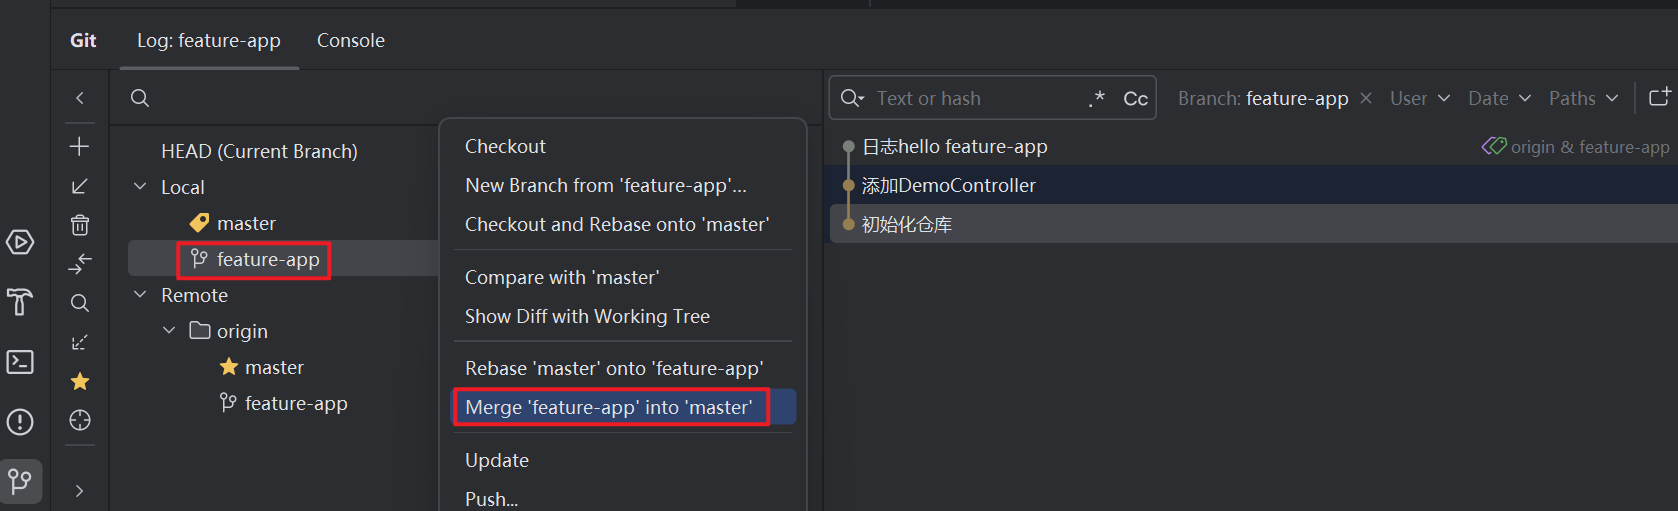 Git Log: feature-app Console
Text or hash .* Cc Branch: feature-app × User Date Paths
HEAD (Current Branch)
Local
master
feature-app
Remote
origin
master
feature-app
Checkout
New Branch from 'feature-app'...
Checkout and Rebase onto 'master'
Compare with 'master'
Show Diff with Working Tree
Rebase 'master' onto 'feature-app'
Merge 'feature-app' into 'master'
Update
Push...
日志hello feature-app origin & feature-app
添加DemoController
初始化仓库